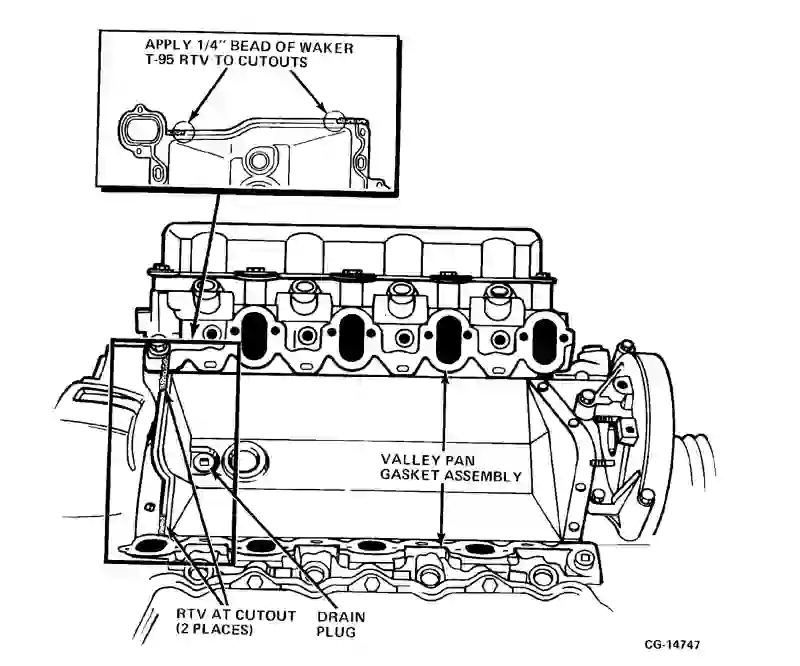 APPLY 1/4" BEAD OF WAKER
T-95 RTV TO CUTOUTS
VALLEY PAN
GASKET ASSEMBLY
RTV AT CUTOUT
(2 PLACES)
DRAIN
PLUG
CG-14747